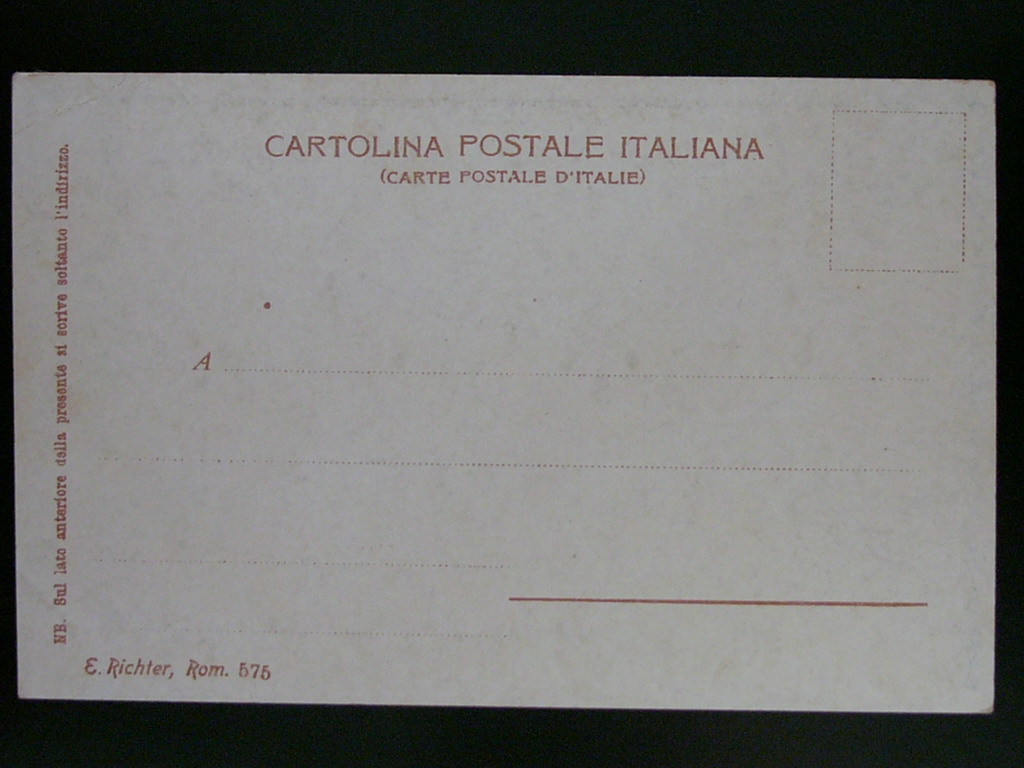 CARTOLINA POSTALE ITALIANA
(CARTE POSTALE D'ITALIE)
A
NB. Sul lato anteriore della presente si scrive soltanto l'indirizzo.
E. Richter, Rom. 575